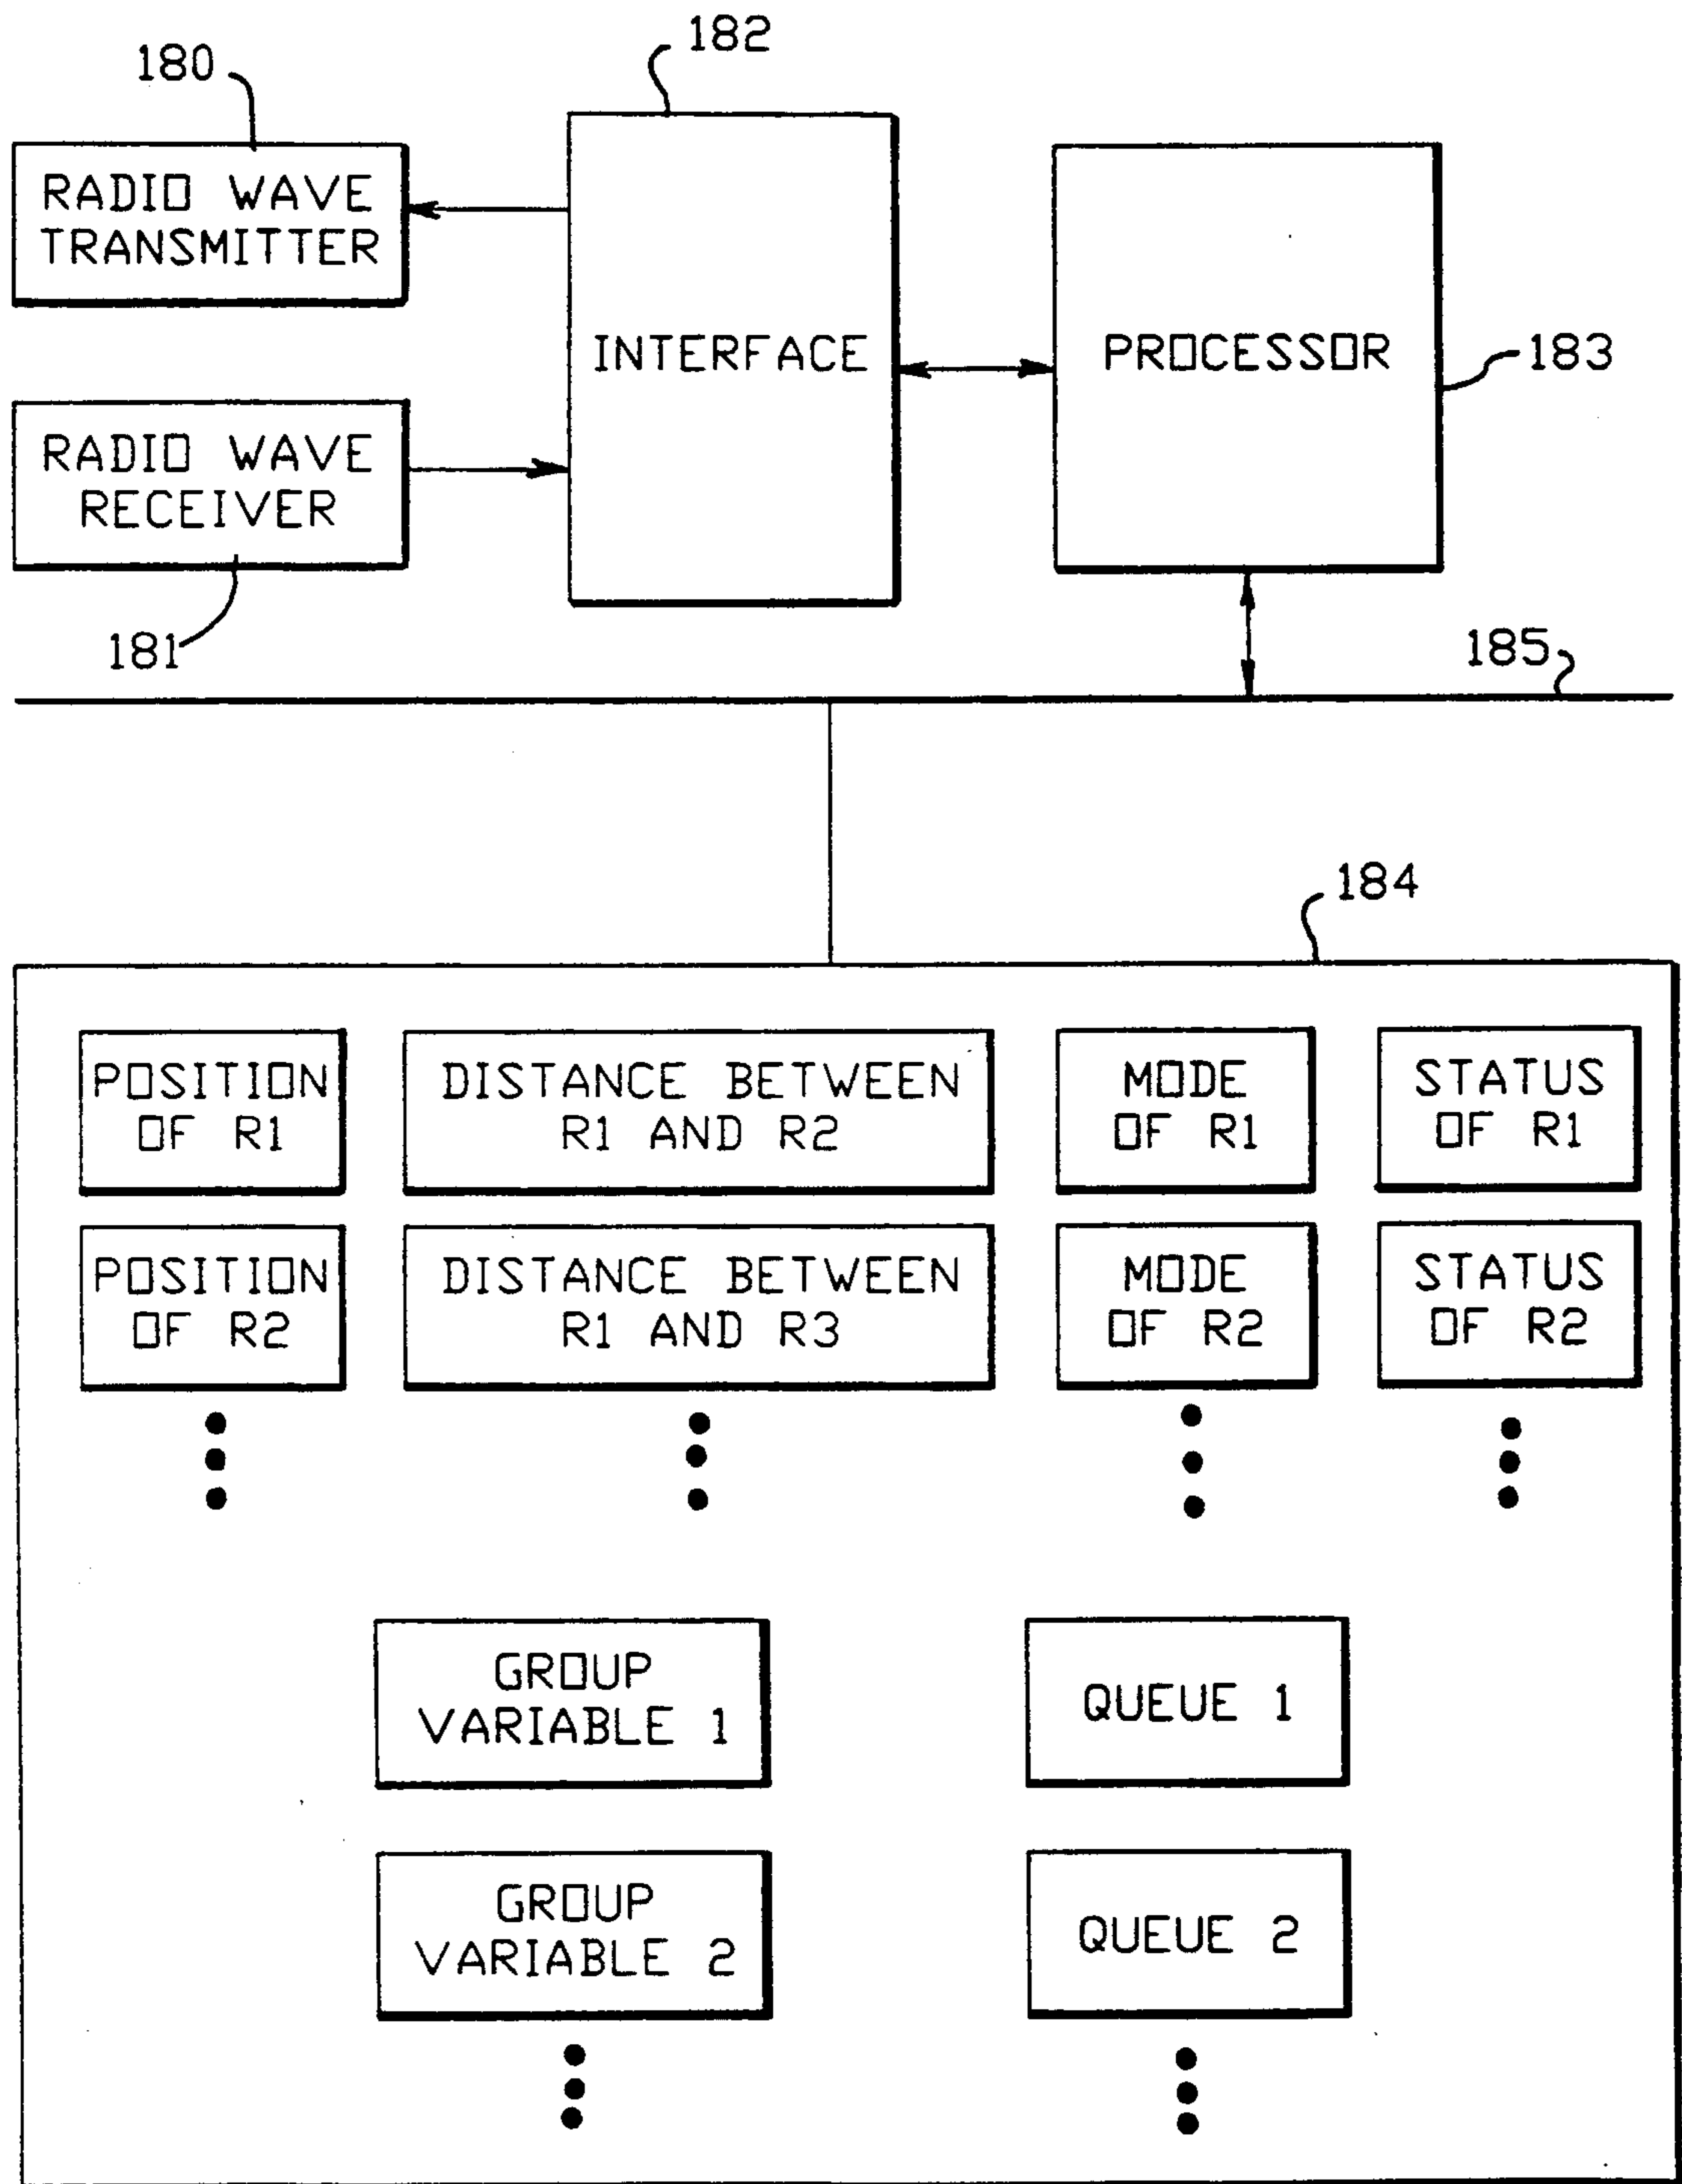 182
180
RADIO WAVE
TRANSMITTER
INTERFACE
PROCESSOR
183
RADIO WAVE
RECEIVER
181
185
184
POSITION
OF R1
DISTANCE BETWEEN
R1 AND R2
MODE
OF R1
STATUS
OF R1
POSITION
OF R2
DISTANCE BETWEEN
R1 AND R3
MODE
OF R2
STATUS
OF R2
GROUP
VARIABLE 1
QUEUE 1
GROUP
VARIABLE 2
QUEUE 2